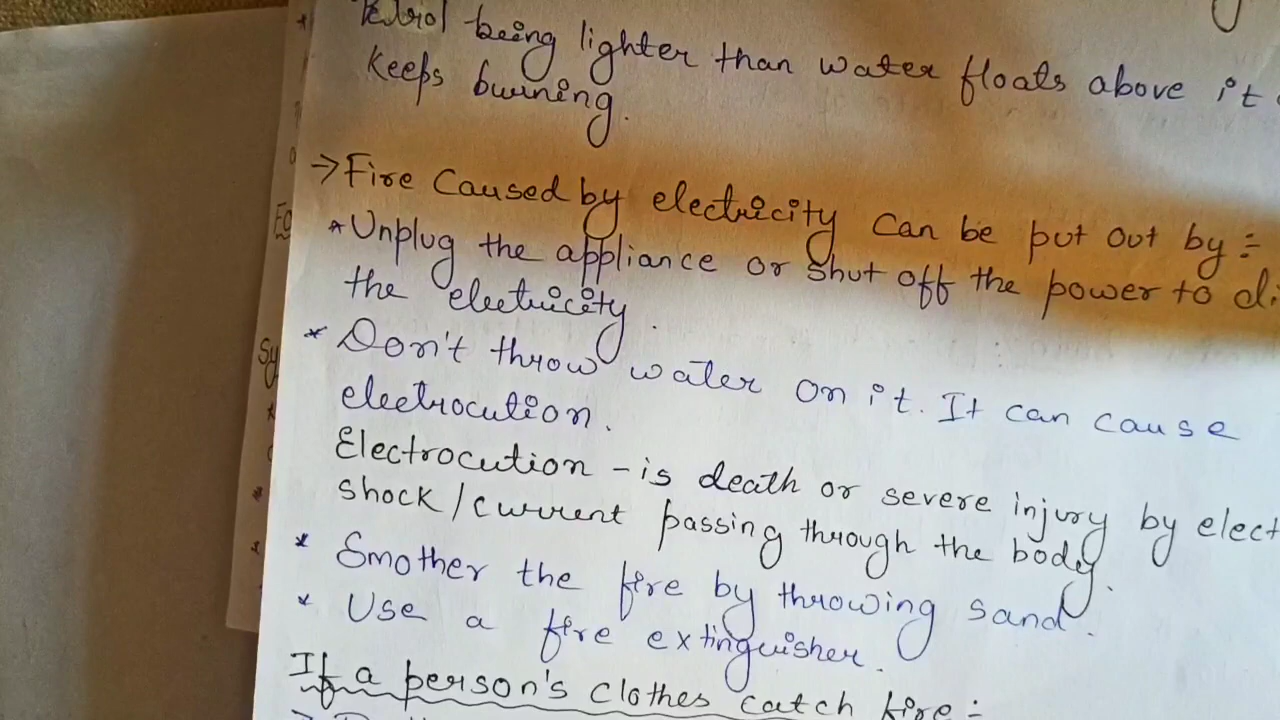 Petrol being lighter than water floats above it
keeps burning.
→ Fire Caused by electricity can be put out by :-
* Unplug the appliance or shut off the power to
the electricity.
* Don't throw water on it. It can cause
electrocution.
Electrocution - is death or severe injury by elect
shock/current passing through the body.
* Smother the fire by throwing sand.
* Use a fire extinguisher.
If a person's clothes catch fire :-